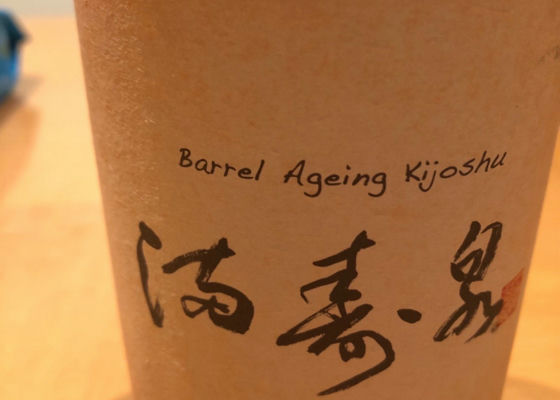 Barrel Ageing Kijoshu
満寿泉